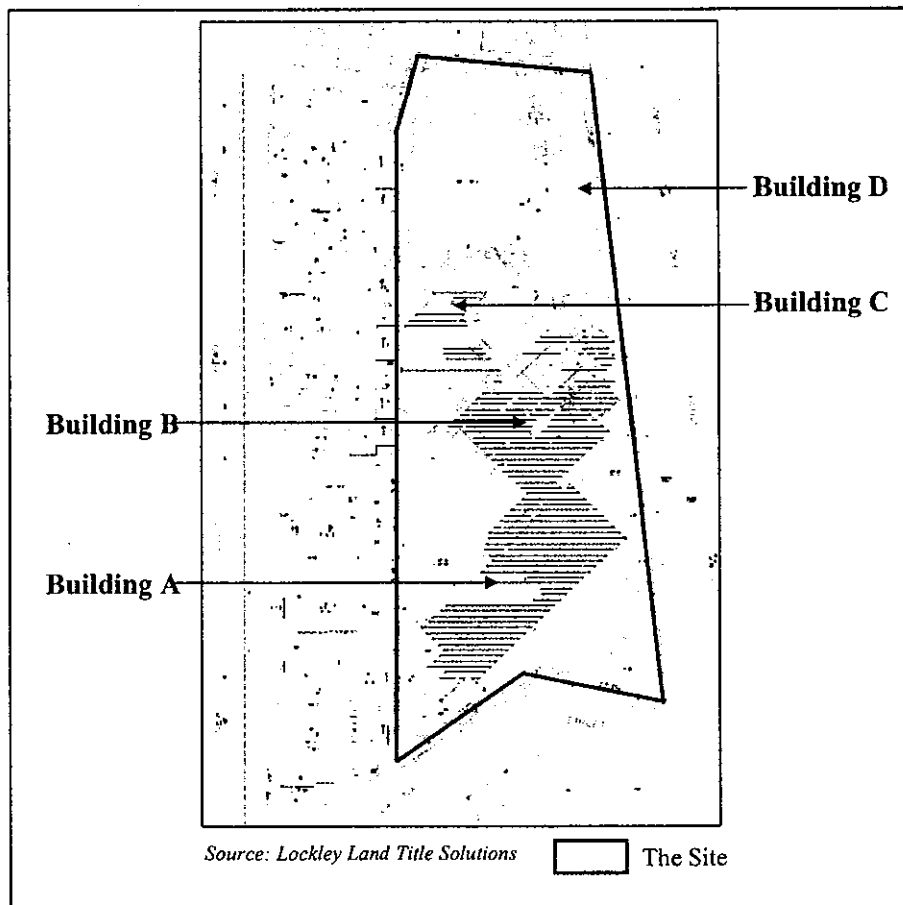 Building D
Building C
Building B
Building A
Source: Lockley Land Title Solutions
The Site